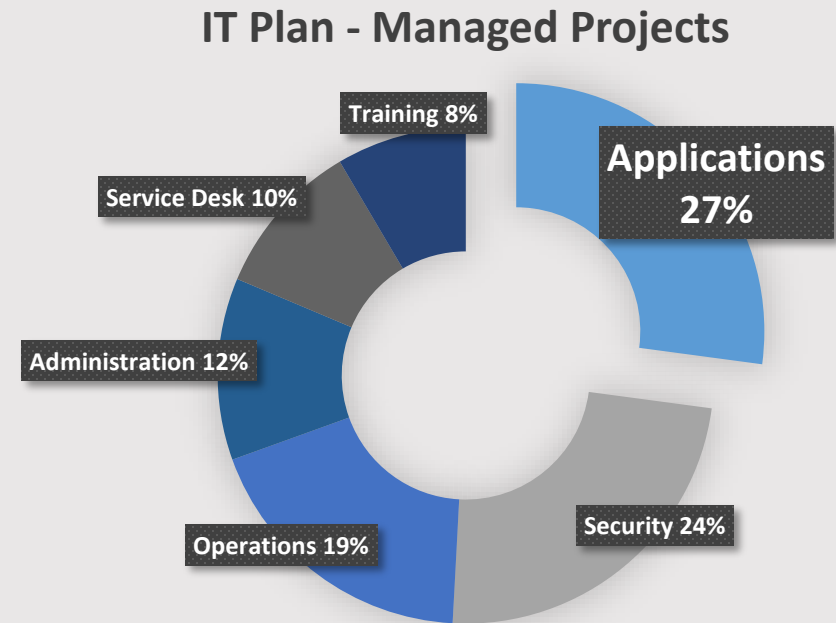 IT Plan - Managed Projects
Training 8%
Applications
27%
Service Desk 10%
Administration 12%
Security 24%
Operations 19%